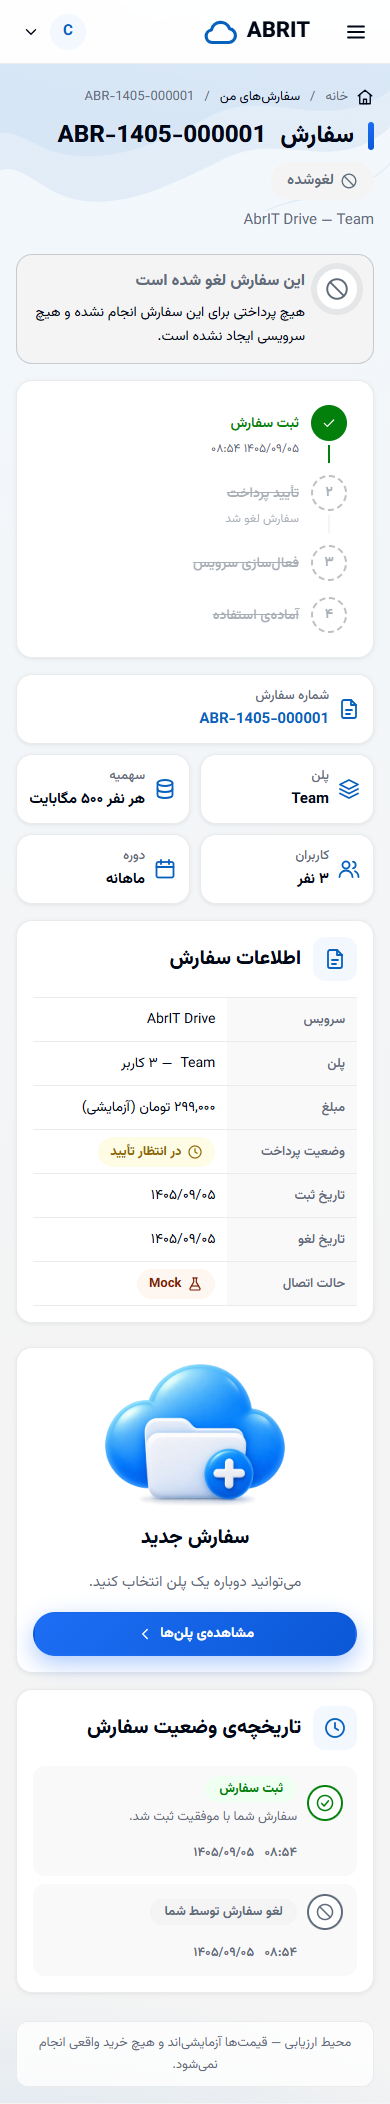 ABRIT
C
خانه / سفارش‌های من / ABR-1405-000001
سفارش ABR-1405-000001
لغوشده
AbrIT Drive — Team
این سفارش لغو شده است
هیچ پرداختی برای این سفارش انجام نشده و هیچ
سرویسی ایجاد نشده است.
ثبت سفارش
۱۴۰۵/۰۹/۰۵ ۰۸:۵۴
۲
تأیید پرداخت
سفارش لغو شد
۳
فعال‌سازی سرویس
۴
آماده‌ی استفاده
شماره سفارش
ABR-1405-000001
پلن
Team
سهمیه
هر نفر ۵۰۰ مگابایت
کاربران
۳ نفر
دوره
ماهانه
اطلاعات سفارش
سرویس
AbrIT Drive
پلن
Team — ۳ کاربر
مبلغ
۲۹۹,۰۰۰ تومان (آزمایشی)
وضعیت پرداخت
در انتظار تأیید
تاریخ ثبت
۱۴۰۵/۰۹/۰۵
تاریخ لغو
۱۴۰۵/۰۹/۰۵
حالت اتصال
Mock
سفارش جدید
می‌توانید دوباره یک پلن انتخاب کنید.
مشاهده‌ی پلن‌ها
تاریخچه‌ی وضعیت سفارش
ثبت سفارش
سفارش شما با موفقیت ثبت شد.
۰۸:۵۴ ۱۴۰۵/۰۹/۰۵
لغو سفارش توسط شما
۰۸:۵۴ ۱۴۰۵/۰۹/۰۵
محیط ارزیابی — قیمت‌ها آزمایشی‌اند و هیچ خرید واقعی انجام
نمی‌شود.